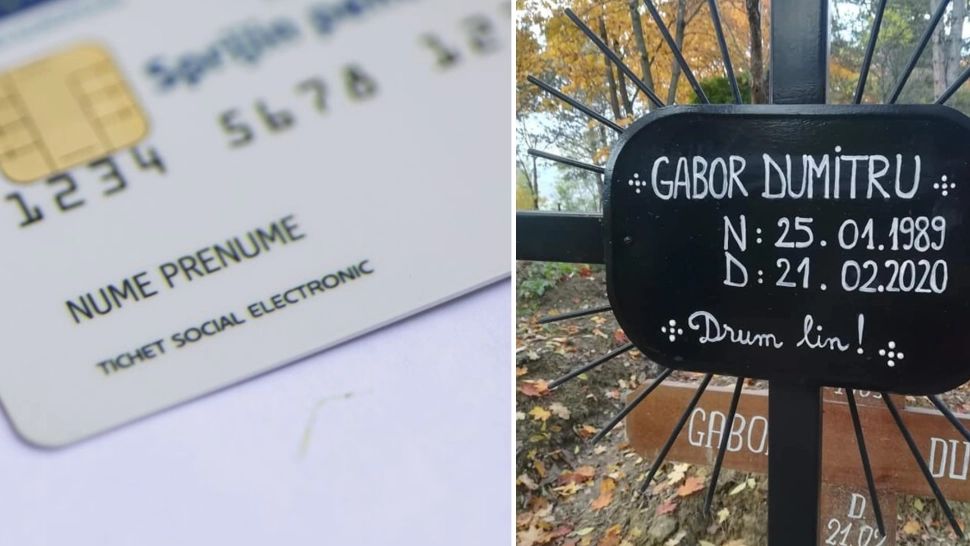 Sprijin pentru
1234 5678 12
NUME PRENUME
TICHET SOCIAL ELECTRONIC
GABOR DUMITRU
N: 25.01.1989
D: 21.02.2020
Drum lin!
GABO
DU
D.
21.02